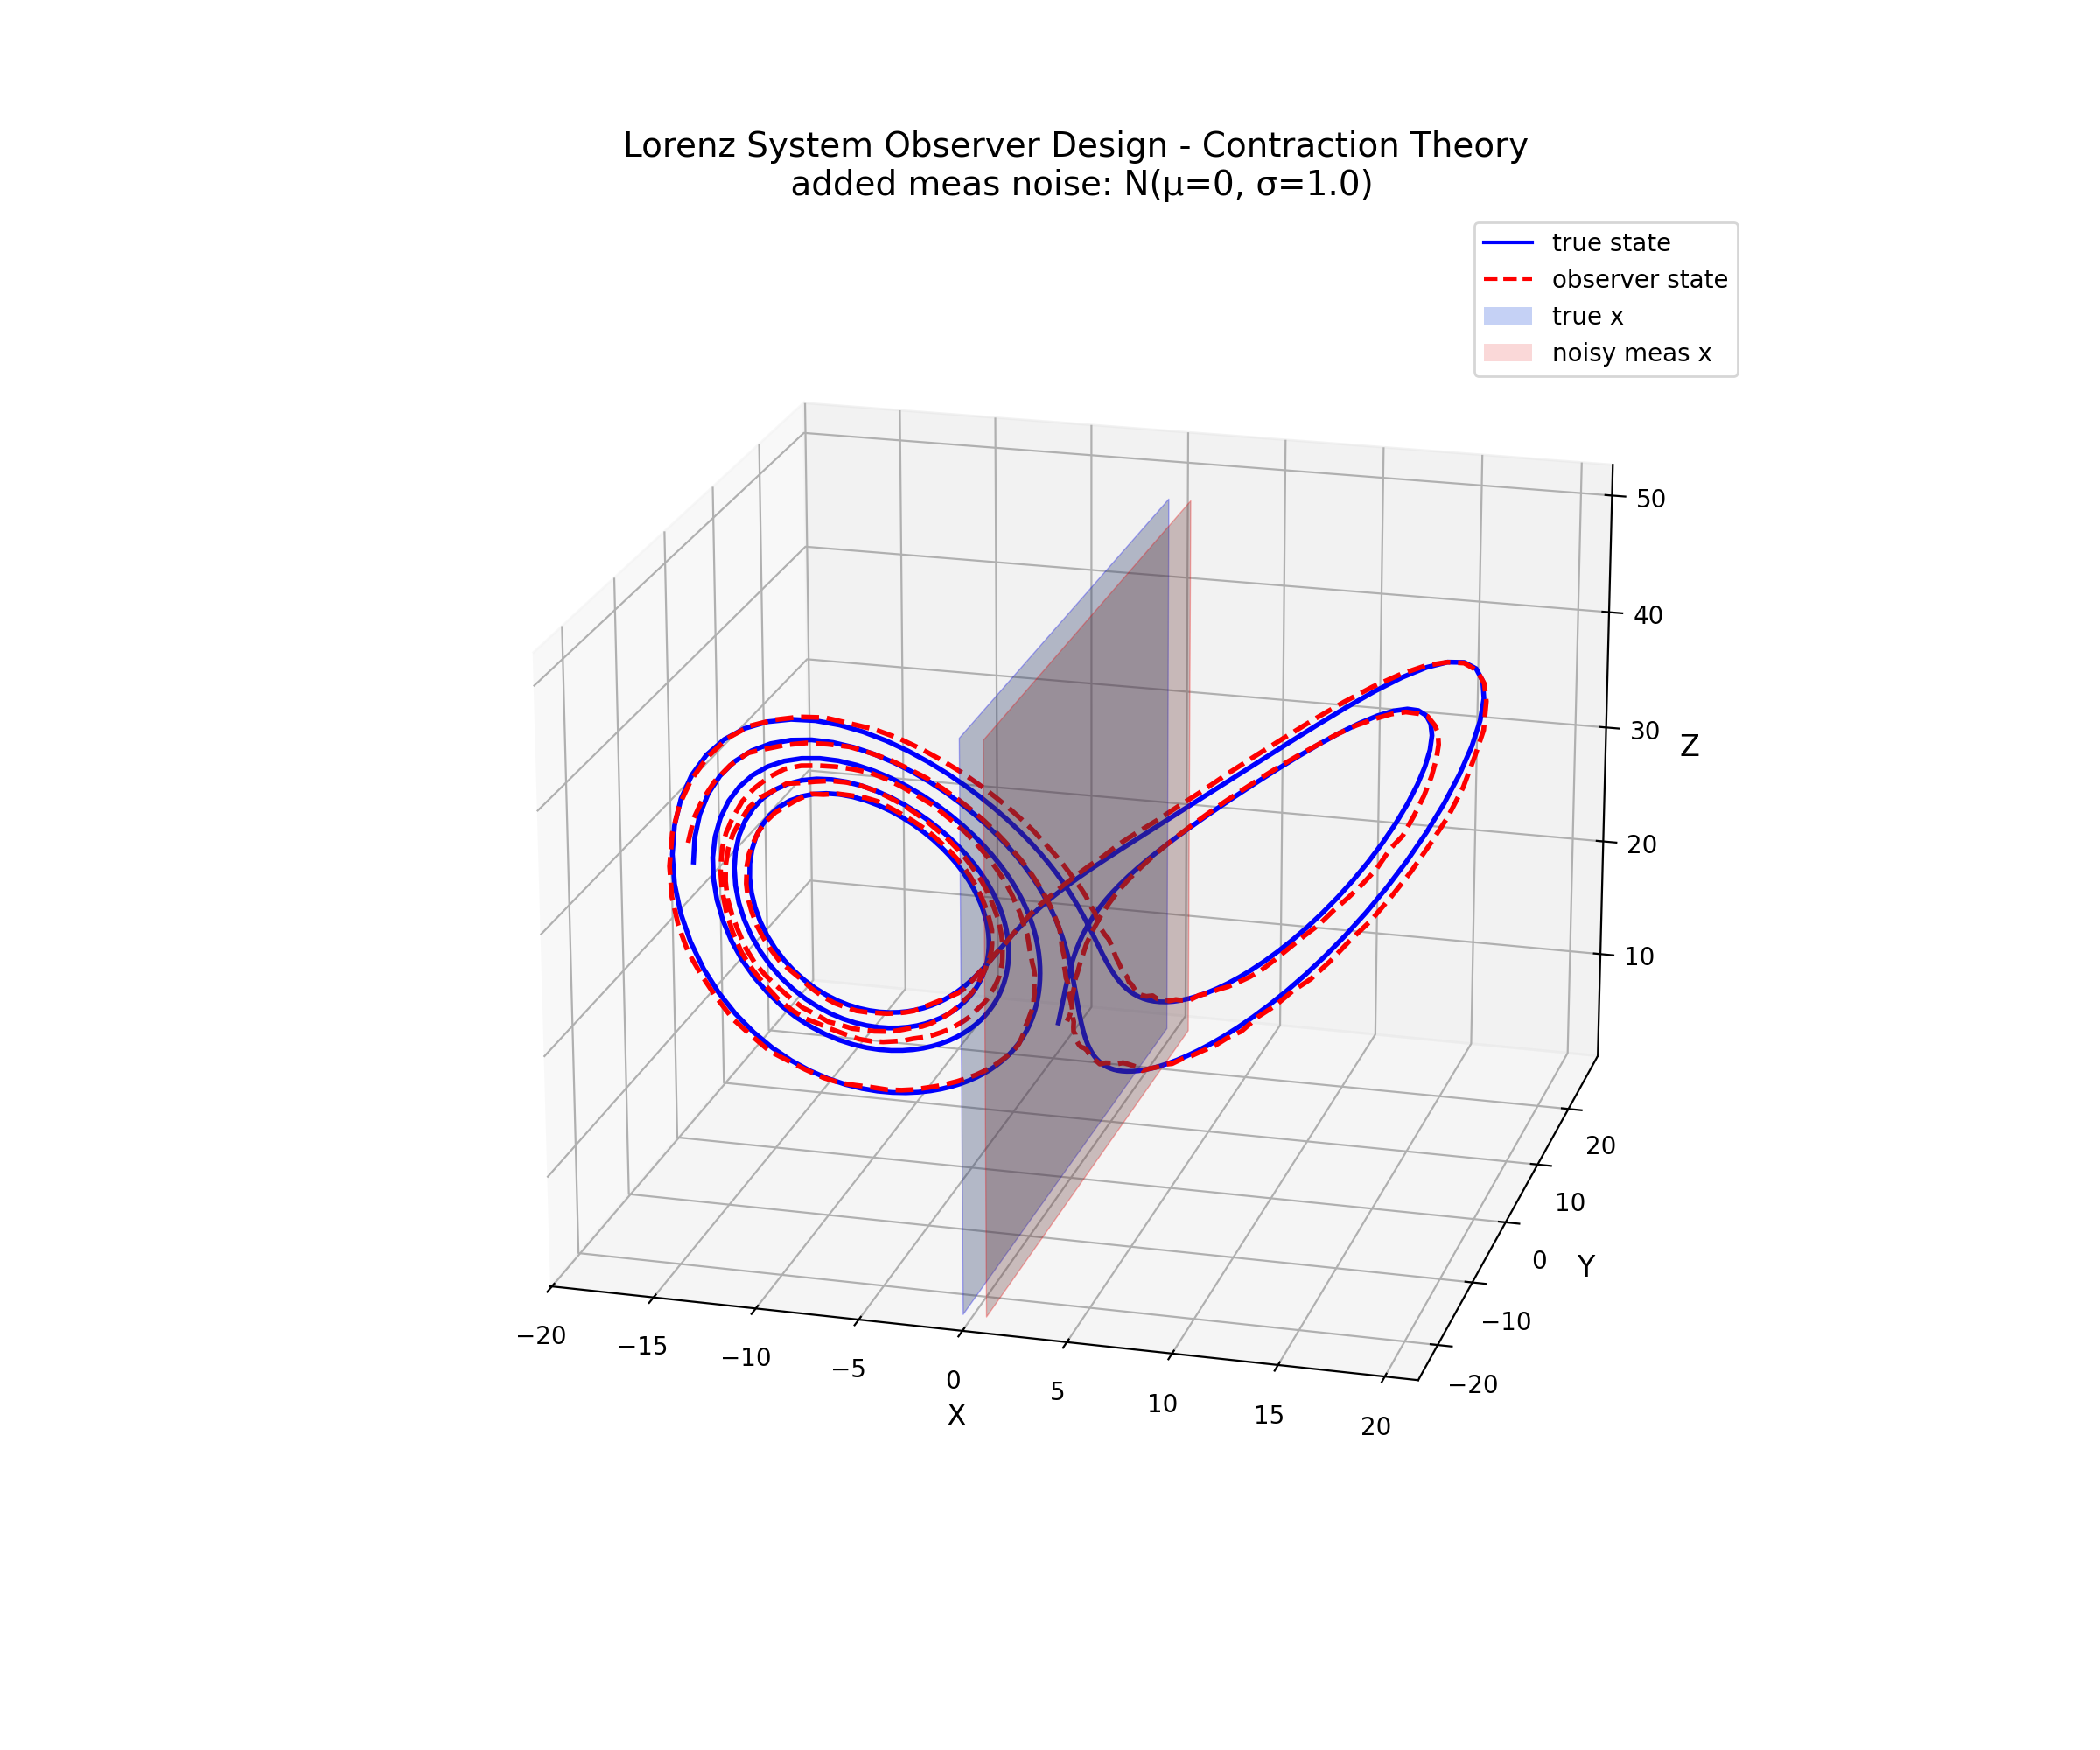 Lorenz System Observer Design - Contraction Theory
added meas noise: N(μ=0, σ=1.0)
true state
observer state
true x
noisy meas x
50
40
30
Z
20
10
20
10
0
Y
−10
−20
−20
−15
−10
−5
0
5
10
15
20
X